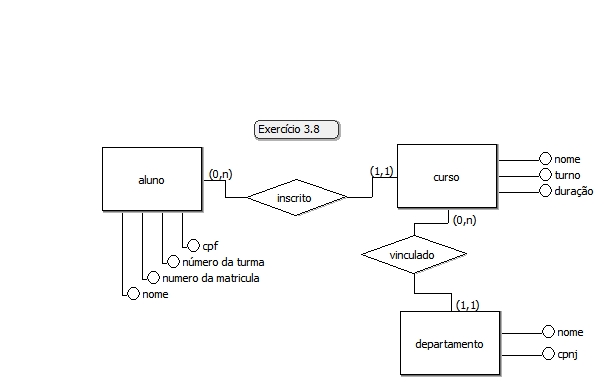 Exercício 3.8
aluno
(0,n)
inscrito
(1,1)
curso
nome
turno
duração
cpf
número da turma
numero da matricula
nome
(0,n)
vinculado
(1,1)
departamento
nome
cpnj